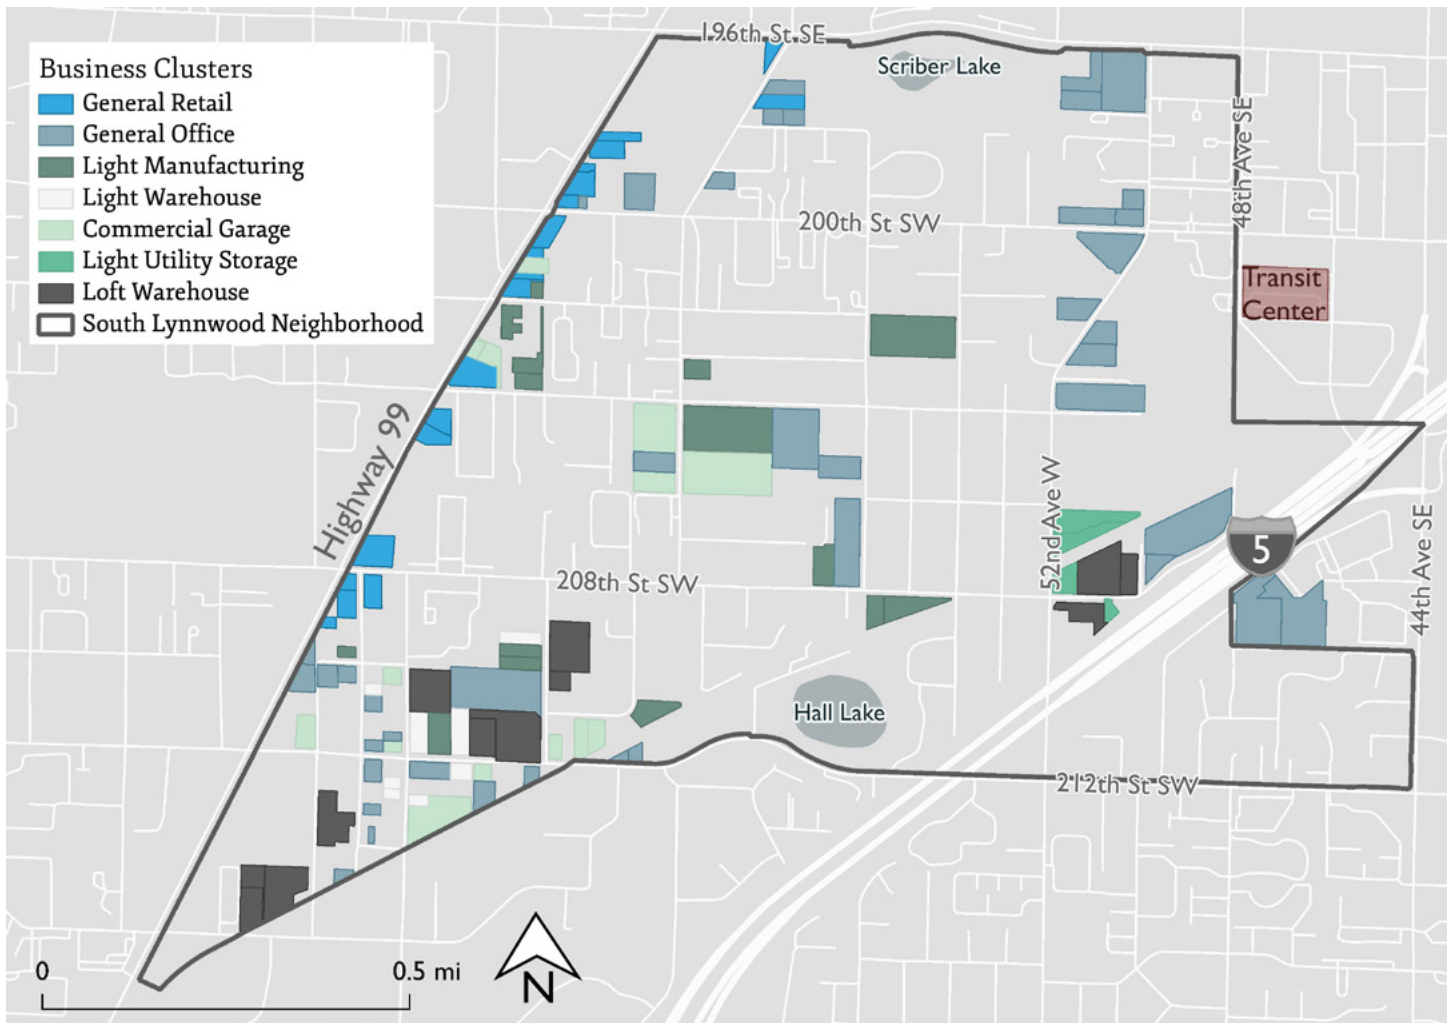 196th St SE
Business Clusters
General Retail
General Office
Light Manufacturing
Light Warehouse
Commercial Garage
Light Utility Storage
Loft Warehouse
South Lynnwood Neighborhood
Scriber Lake
48th Ave SE
200th St SW
Transit
Center
Highway 99
52nd Ave W
5
44th Ave SE
208th St SW
Hall Lake
212th St SW
0
0.5 mi
N